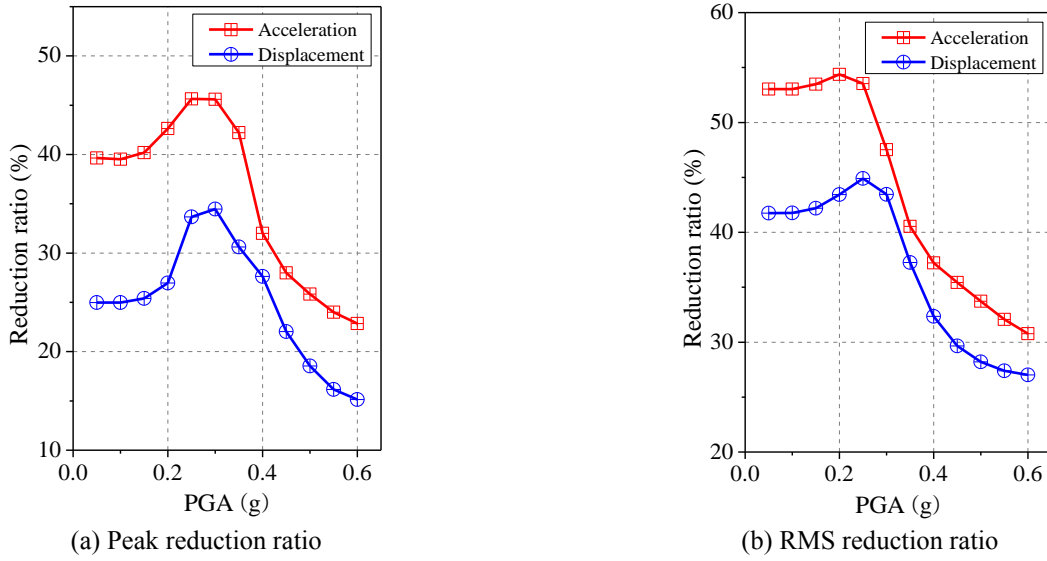 50
40
30
20
10
0.0 0.2 0.4 0.6
Reduction ratio (%)
PGA (g)
Acceleration
Displacement
(a) Peak reduction ratio
60
50
40
30
20
0.0 0.2 0.4 0.6
Reduction ratio (%)
PGA (g)
Acceleration
Displacement
(b) RMS reduction ratio